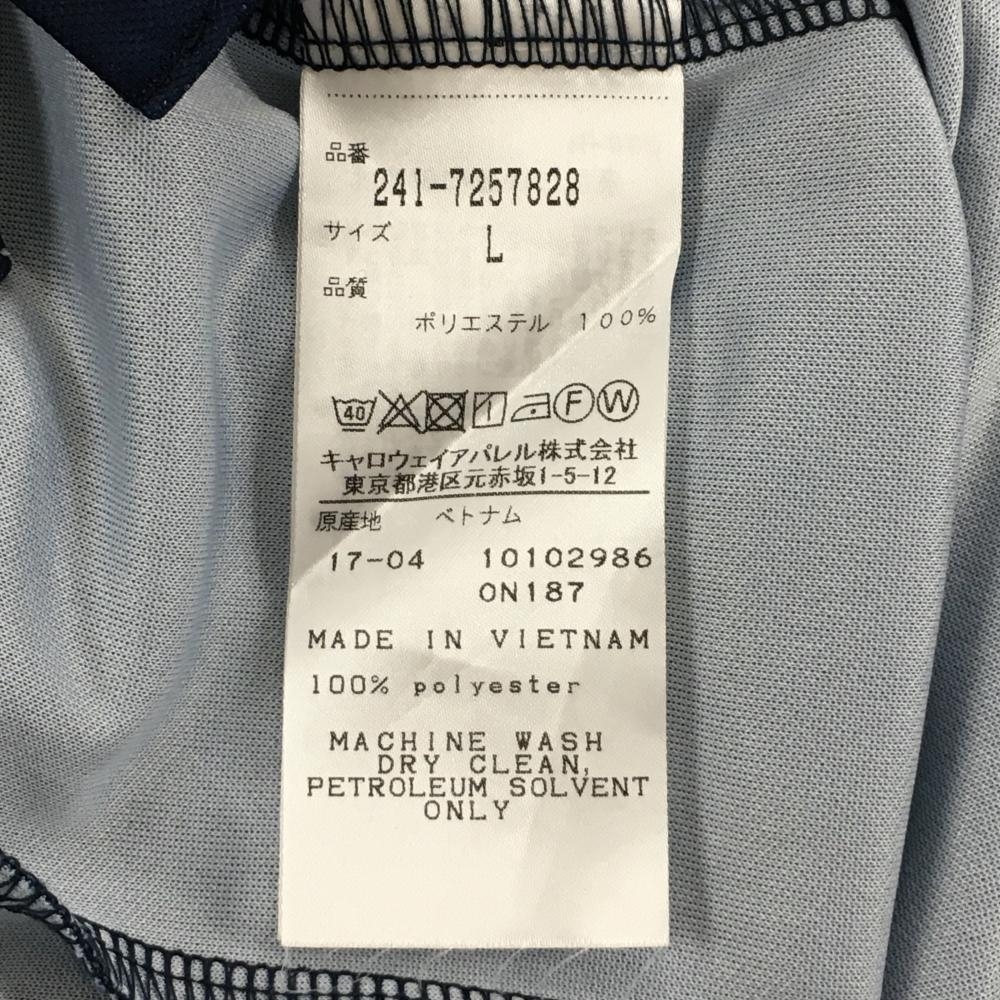 品番
241-7257828
サイズ
L
品質
ポリエステル 100%
40 F W
キャロウェイアパレル株式会社
東京都港区元赤坂1-5-12
原産地 ベトナム
17-04 10102986
0N187
MADE IN VIETNAM
100% polyester
MACHINE WASH
DRY CLEAN,
PETROLEUM SOLVENT
ONLY